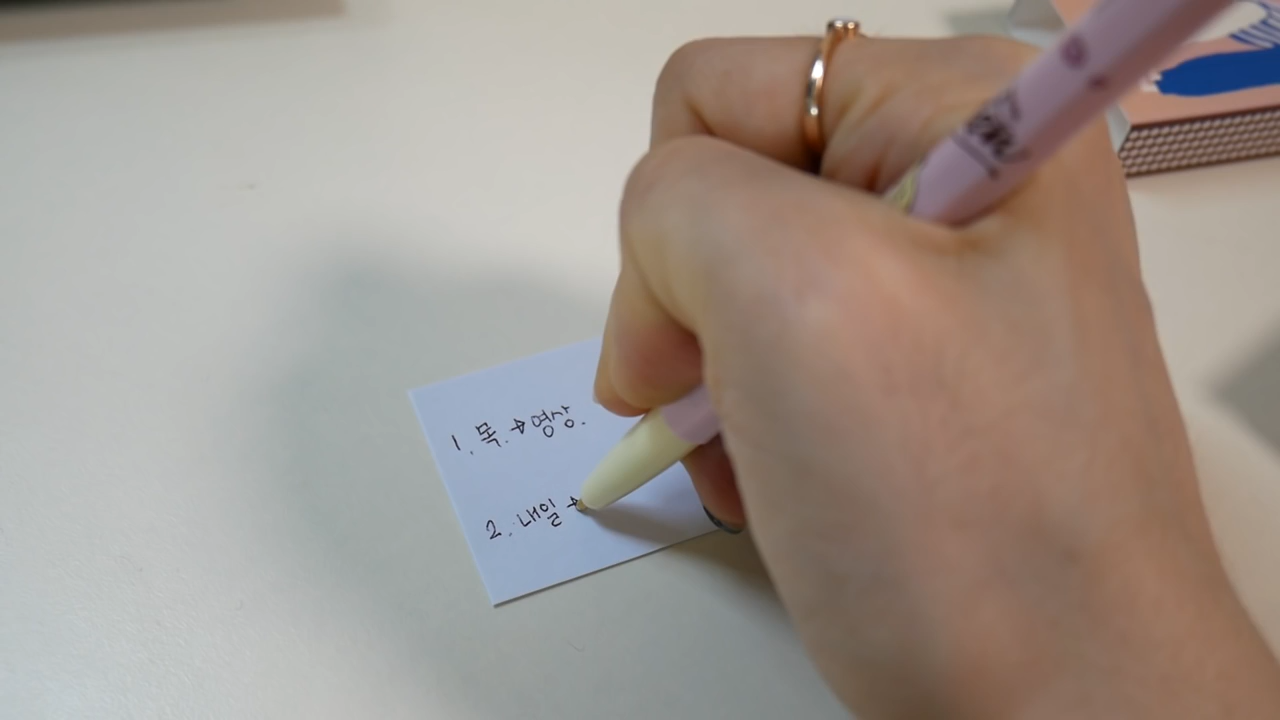 1. 목. → 영상.
2. 내일 →